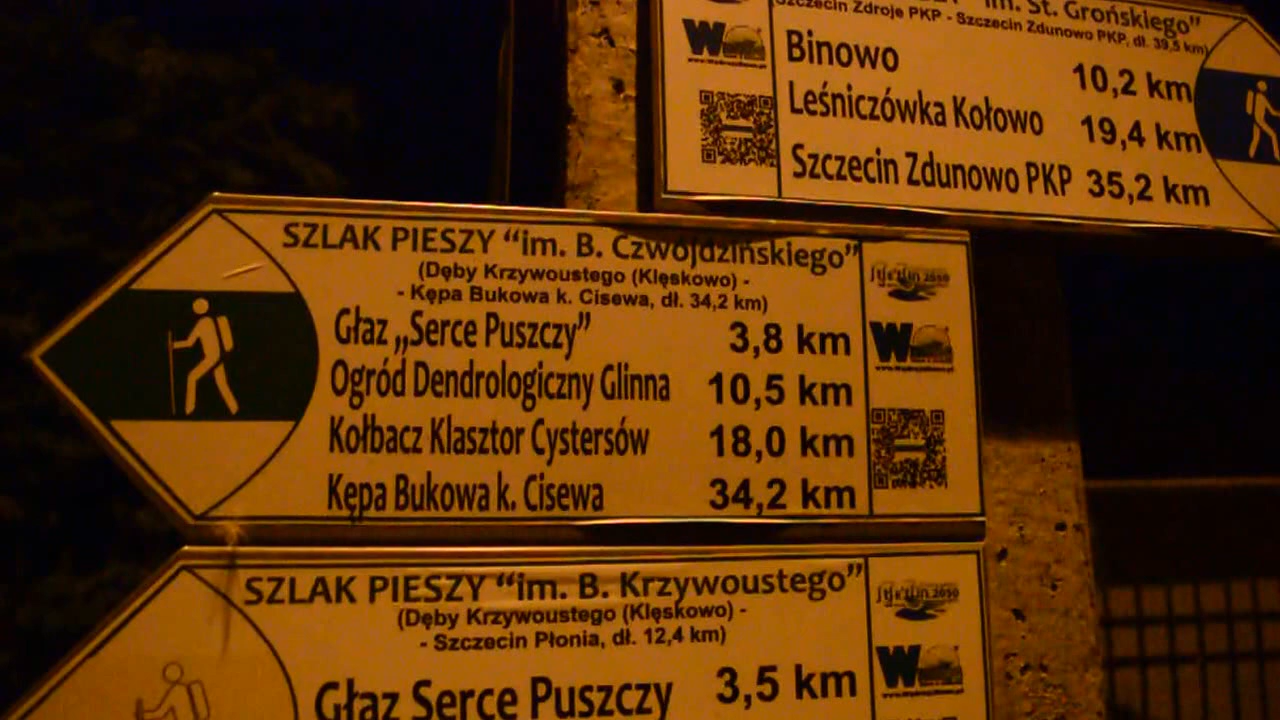 im. St. Grońskiego”
Szczecin Zdroje PKP - Szczecin Zdunowo PKP, dł. 39,5 km)
W
Binowo 10,2 km
Leśniczówka Kołowo 19,4 km
Szczecin Zdunowo PKP 35,2 km
SZLAK PIESZY “im. B. Czwójdzińskiego”
(Dęby Krzywoustego (Klęskowo) -
- Kępa Bukowa k. Cisewa, dł. 34,2 km)
Głaz „Serce Puszczy” 3,8 km
Ogród Dendrologiczny Glinna 10,5 km
Kołbacz Klasztor Cystersów 18,0 km
Kępa Bukowa k. Cisewa 34,2 km
W
SZLAK PIESZY “im. B. Krzywoustego”
(Dęby Krzywoustego (Klęskowo) -
- Szczecin Płonia, dł. 12,4 km)
Głaz Serce Puszczy 3,5 km
W